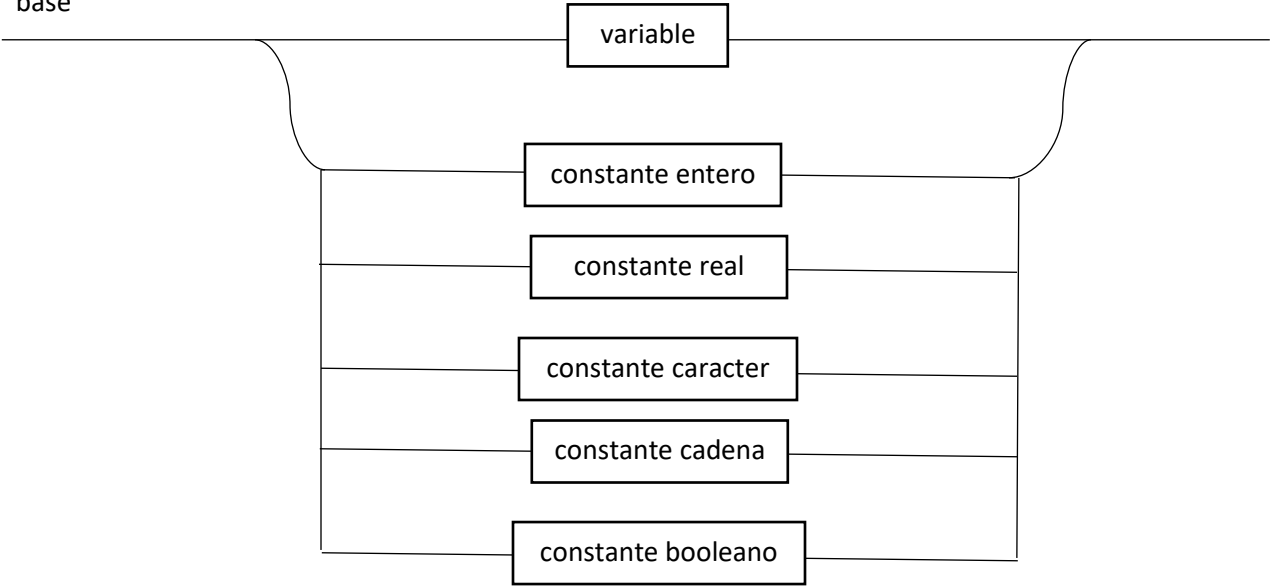 base
variable
constante entero
constante real
constante caracter
constante cadena
constante booleano